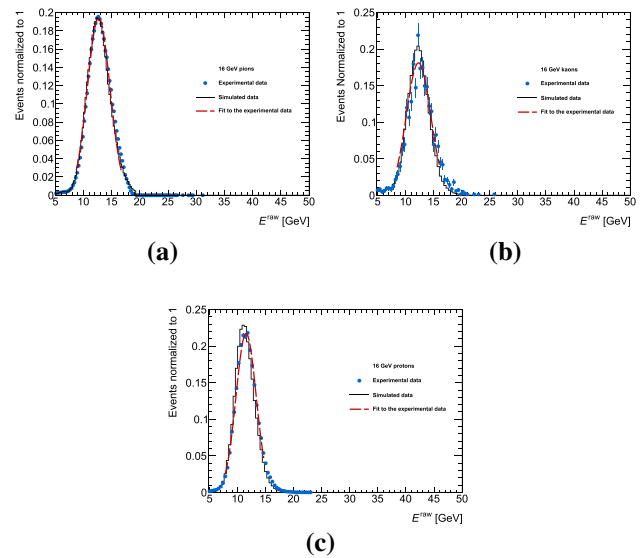 Events normalized to 1
0.2
0.18
0.16
0.14
0.12
0.1
0.08
0.06
0.04
0.02
0
5 10 15 20 25 30 35 40 45 50
E^raw [GeV]
16 GeV pions
Experimental data
Simulated data
Fit to the experimental data
(a)
Events Normalized to 1
0.25
0.2
0.15
0.1
0.05
0
5 10 15 20 25 30 35 40 45 50
E^raw [GeV]
16 GeV kaons
Experimental data
Simulated data
Fit to the experimental data
(b)
Events normalized to 1
0.25
0.2
0.15
0.1
0.05
0
5 10 15 20 25 30 35 40 45 50
E^raw [GeV]
16 GeV protons
Experimental data
Simulated data
Fit to the experimental data
(c)